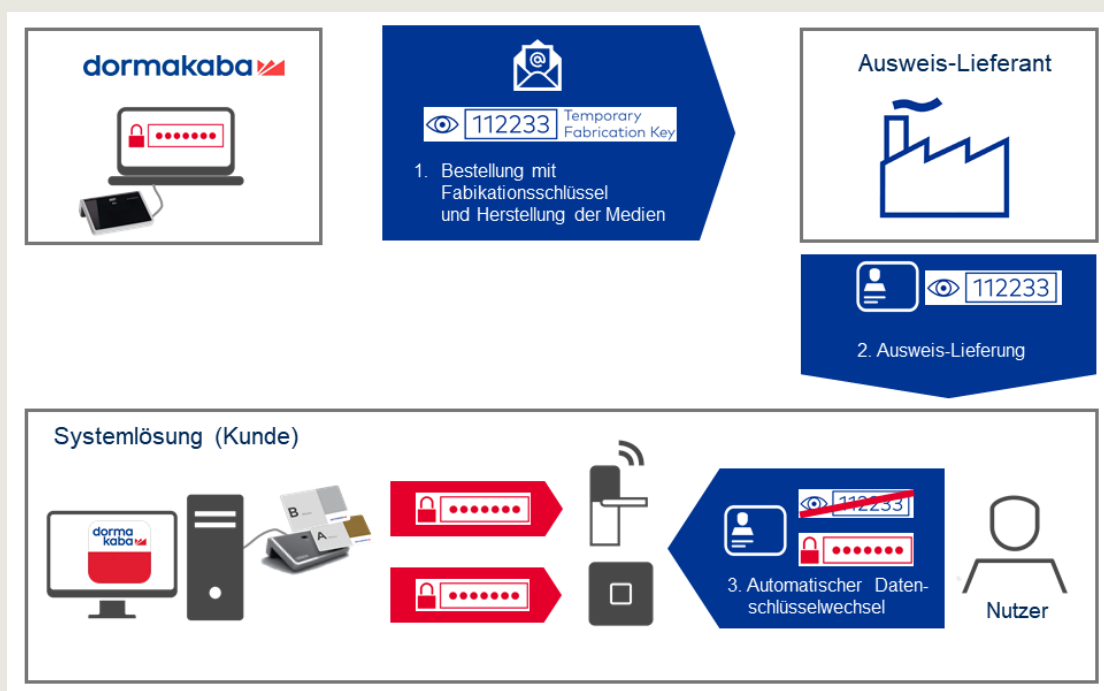 dormakaba
@
112233 Temporary
Fabrication Key
1. Bestellung mit
Fabikationsschlüssel
und Herstellung der Medien
Ausweis-Lieferant
112233
2. Ausweis-Lieferung
Systemlösung (Kunde)
dorma
kaba
B
A
112233
3. Automatischer Daten-
schlüsselwechsel
Nutzer